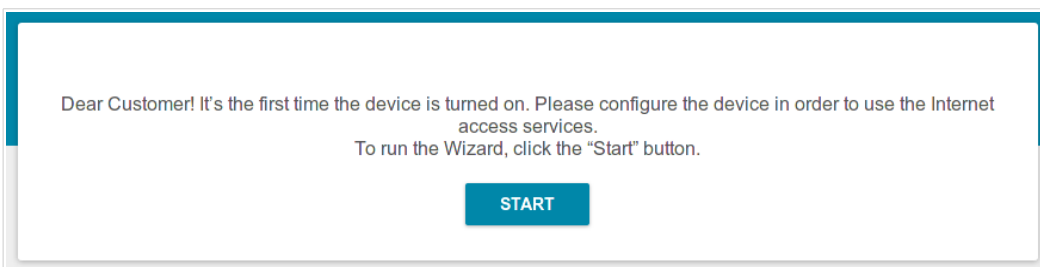 Dear Customer! It’s the first time the device is turned on. Please configure the device in order to use the Internet
access services.
To run the Wizard, click the “Start” button.
START